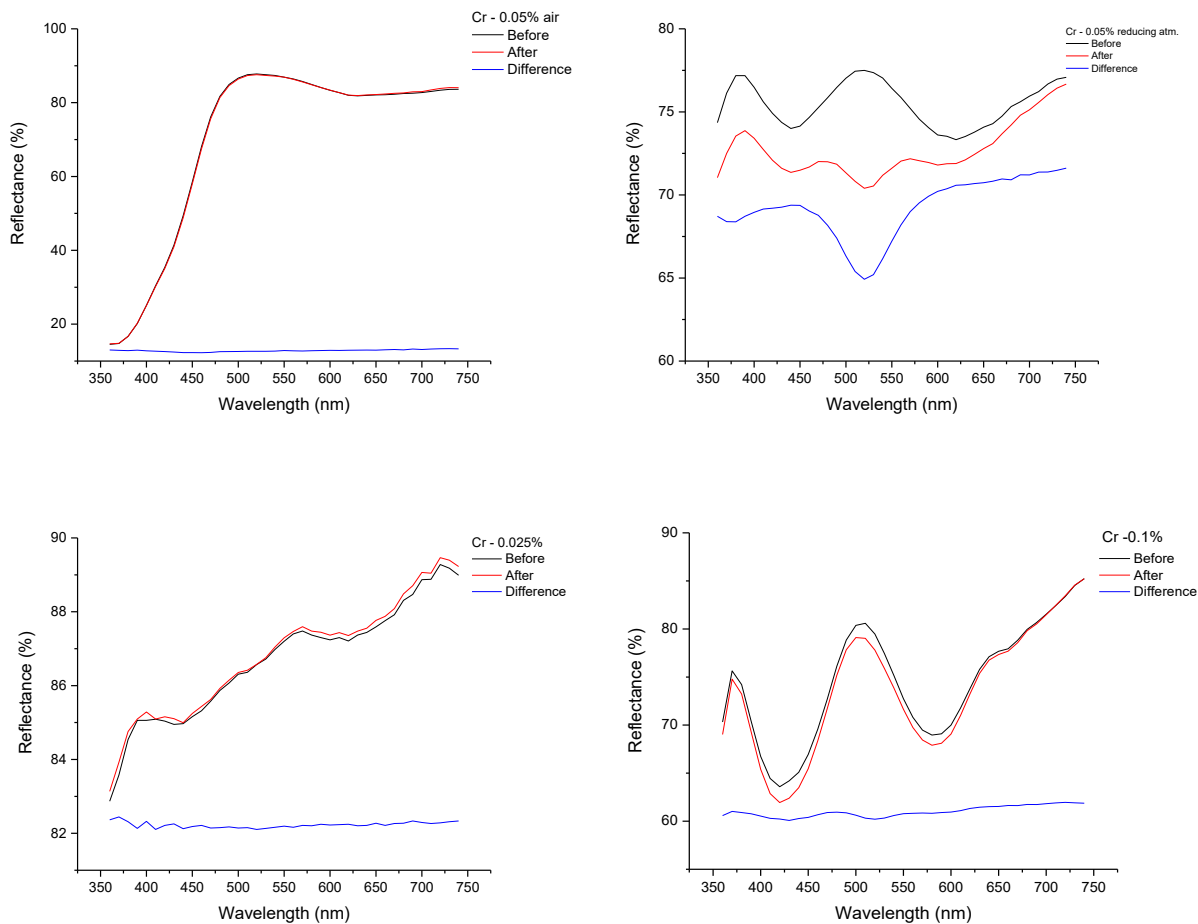 Cr - 0.05% air
Before
After
Difference
100
80
60
40
20
Reflectance (%)
350 400 450 500 550 600 650 700 750
Wavelength (nm)
Cr - 0.05% reducing atm.
Before
After
Difference
80
75
70
65
60
Reflectance (%)
350 400 450 500 550 600 650 700 750
Wavelength (nm)
Cr - 0.025%
Before
After
Difference
90
88
86
84
82
Reflectance (%)
350 400 450 500 550 600 650 700 750
Wavelength (nm)
Cr -0.1%
Before
After
Difference
90
80
70
60
Reflectance (%)
350 400 450 500 550 600 650 700 750
Wavelength (nm)